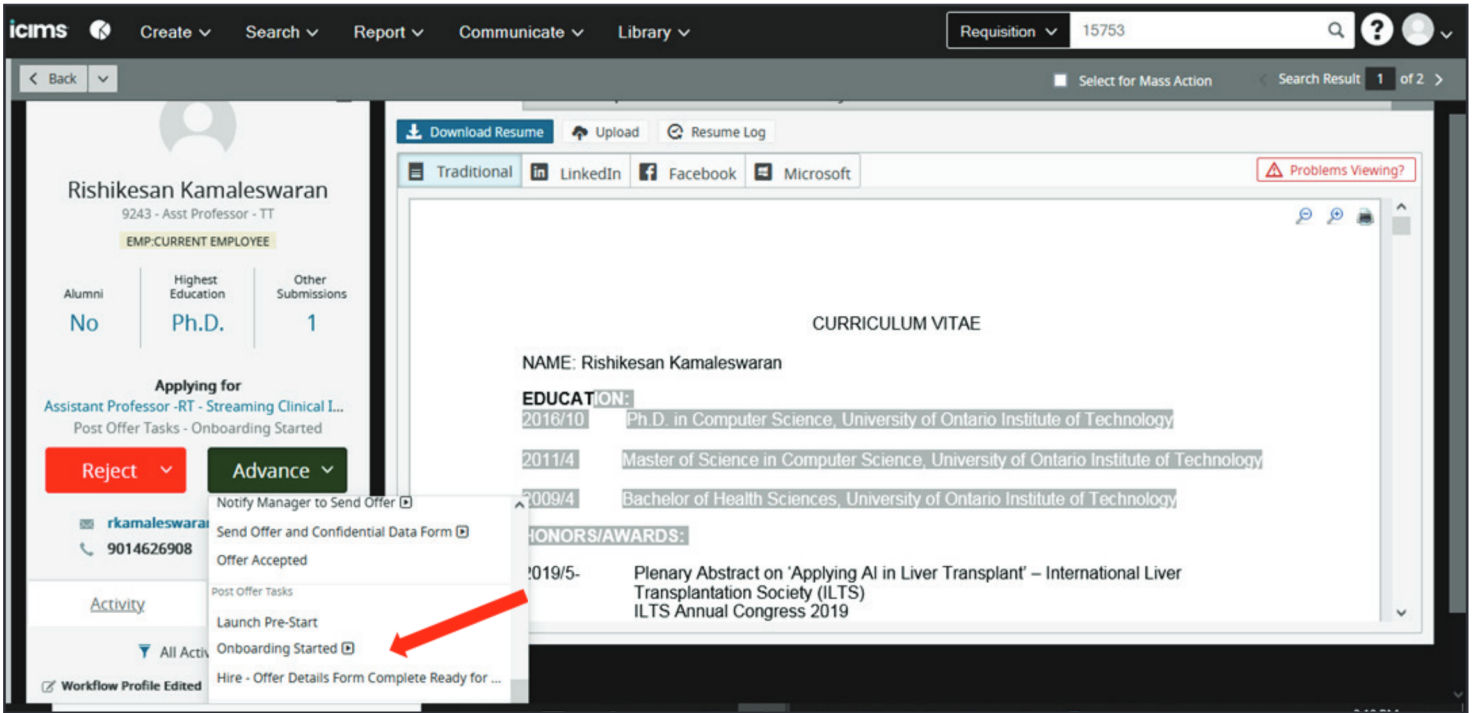 icims Create Search Report Communicate Library Requisition 15753 ?
Back Select for Mass Action Search Result 1 of 2
Rishikesan Kamaleswaran
9243 - Asst Professor - TT
EMP:CURRENT EMPLOYEE
Alumni
No
Highest
Education
Ph.D.
Other
Submissions
1
Applying for
Assistant Professor -RT - Streaming Clinical I...
Post Offer Tasks - Onboarding Started
Reject Advance
Notify Manager to Send Offer
Send Offer and Confidential Data Form
Offer Accepted
Post Offer Tasks
Launch Pre-Start
Onboarding Started
Hire - Offer Details Form Complete Ready for ...
9014626908
Activity
Workflow Profile Edited
Download Resume Upload Resume Log
Traditional LinkedIn Facebook Microsoft Problems Viewing?
CURRICULUM VITAE
NAME: Rishikesan Kamaleswaran
EDUCATION:
2016/10 Ph.D. in Computer Science, University of Ontario Institute of Technology
2011/4 Master of Science in Computer Science, University of Ontario Institute of Technology
2009/4 Bachelor of Health Sciences, University of Ontario Institute of Technology
HONORS/AWARDS:
2019/5- Plenary Abstract on 'Applying AI in Liver Transplant' – International Liver
Transplantation Society (ILTS)
ILTS Annual Congress 2019